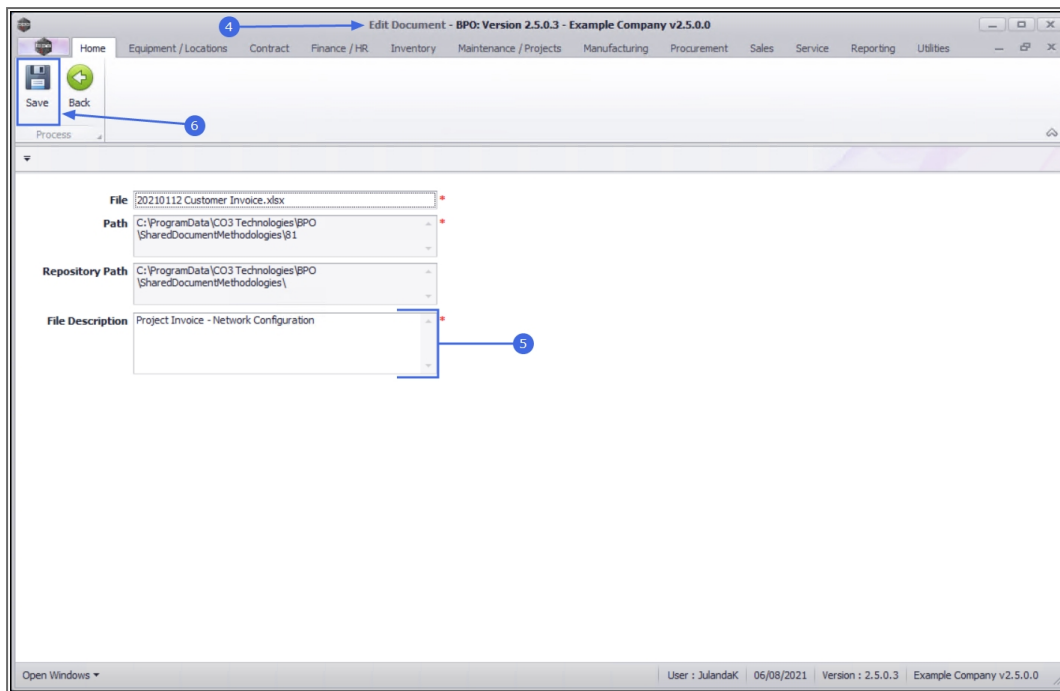 4
Edit Document - BPO: Version 2.5.0.3 - Example Company v2.5.0.0
Home Equipment / Locations Contract Finance / HR Inventory Maintenance / Projects Manufacturing Procurement Sales Service Reporting Utilities
Save Back
6
Process
File 20210112 Customer Invoice.xlsx *
Path C:\ProgramData\CO3 Technologies\BPO *
\SharedDocumentMethodologies\81
Repository Path C:\ProgramData\CO3 Technologies\BPO
\SharedDocumentMethodologies\
File Description Project Invoice - Network Configuration *
5
Open Windows User : JulandaK 06/08/2021 Version : 2.5.0.3 Example Company v2.5.0.0